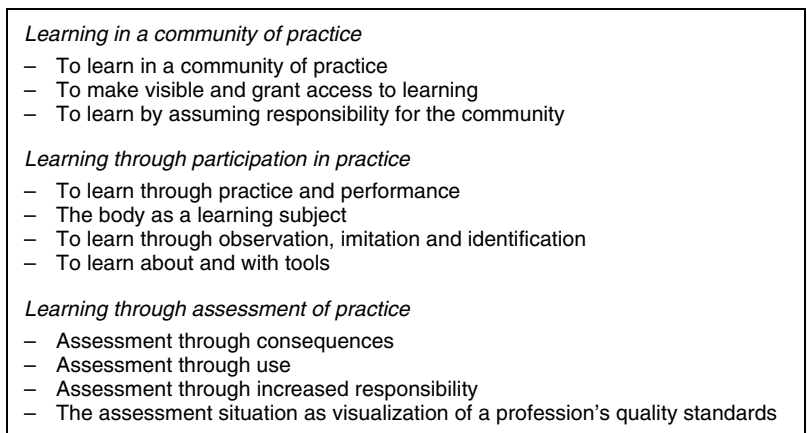 Learning in a community of practice
– To learn in a community of practice
– To make visible and grant access to learning
– To learn by assuming responsibility for the community
Learning through participation in practice
– To learn through practice and performance
– The body as a learning subject
– To learn through observation, imitation and identification
– To learn about and with tools
Learning through assessment of practice
– Assessment through consequences
– Assessment through use
– Assessment through increased responsibility
– The assessment situation as visualization of a profession’s quality standards